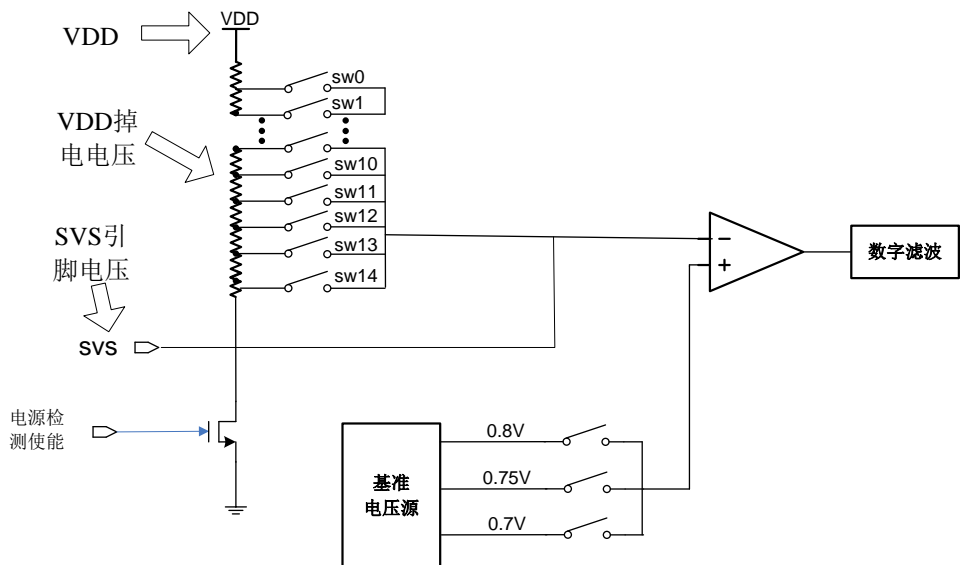 VDD
VDD
sw0
sw1
VDD掉
电电压
sw10
sw11
sw12
sw13
sw14
SVS引
脚电压
svs
−
+
数字滤波
电源检
测使能
基准
电压源
0.8V
0.75V
0.7V